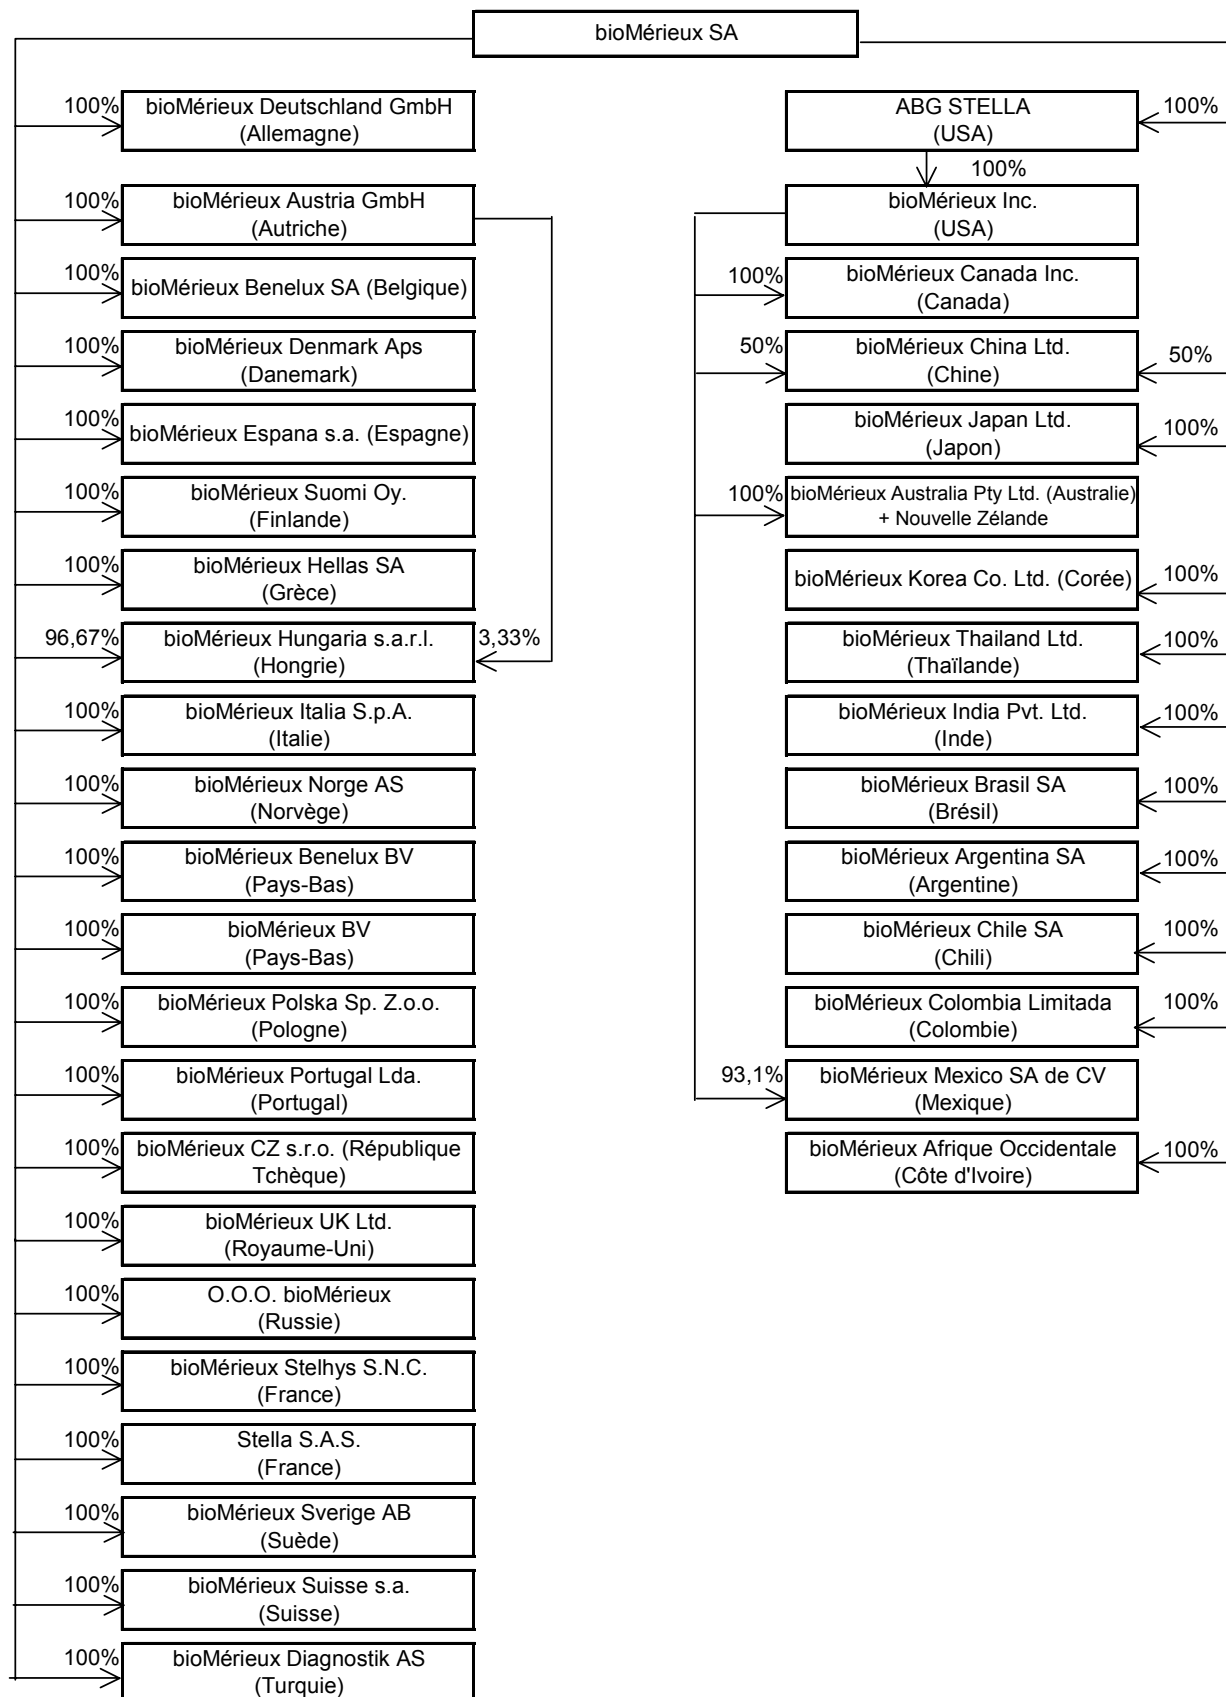 bioMérieux SA
100%
bioMérieux Deutschland GmbH
(Allemagne)
100%
bioMérieux Austria GmbH
(Autriche)
100%
bioMérieux Benelux SA (Belgique)
100%
bioMérieux Denmark Aps
(Danemark)
100%
bioMérieux Espana s.a. (Espagne)
100%
bioMérieux Suomi Oy.
(Finlande)
100%
bioMérieux Hellas SA
(Grèce)
96,67%
bioMérieux Hungaria s.a.r.l.
(Hongrie)
3,33%
100%
bioMérieux Italia S.p.A.
(Italie)
100%
bioMérieux Norge AS
(Norvège)
100%
bioMérieux Benelux BV
(Pays-Bas)
100%
bioMérieux BV
(Pays-Bas)
100%
bioMérieux Polska Sp. Z.o.o.
(Pologne)
100%
bioMérieux Portugal Lda.
(Portugal)
100%
bioMérieux CZ s.r.o. (République
Tchèque)
100%
bioMérieux UK Ltd.
(Royaume-Uni)
100%
O.O.O. bioMérieux
(Russie)
100%
bioMérieux Stelhys S.N.C.
(France)
100%
Stella S.A.S.
(France)
100%
bioMérieux Sverige AB
(Suède)
100%
bioMérieux Suisse s.a.
(Suisse)
100%
bioMérieux Diagnostik AS
(Turquie)
ABG STELLA
(USA)
100%
100%
bioMérieux Inc.
(USA)
100%
bioMérieux Canada Inc.
(Canada)
50%
bioMérieux China Ltd.
(Chine)
50%
bioMérieux Japan Ltd.
(Japon)
100%
100%
bioMérieux Australia Pty Ltd. (Australie)
+ Nouvelle Zélande
bioMérieux Korea Co. Ltd. (Corée)
100%
bioMérieux Thailand Ltd.
(Thaïlande)
100%
bioMérieux India Pvt. Ltd.
(Inde)
100%
bioMérieux Brasil SA
(Brésil)
100%
bioMérieux Argentina SA
(Argentine)
100%
bioMérieux Chile SA
(Chili)
100%
bioMérieux Colombia Limitada
(Colombie)
100%
93,1%
bioMérieux Mexico SA de CV
(Mexique)
bioMérieux Afrique Occidentale
(Côte d'Ivoire)
100%